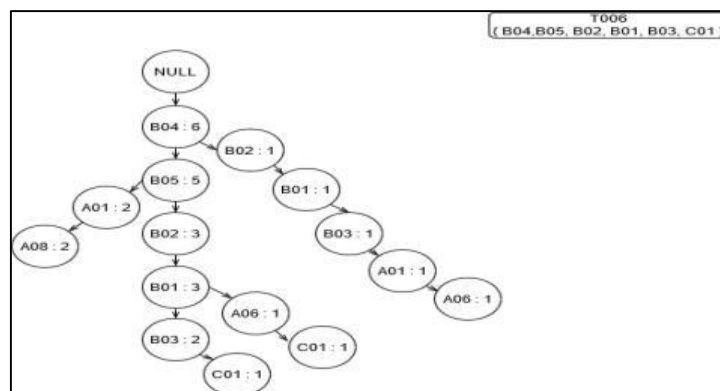 T006
{ B04,B05, B02, B01, B03, C01 }
NULL
B04 : 6
B02 : 1
B05 : 5
B01 : 1
A01 : 2
B02 : 3
B03 : 1
A08 : 2
A01 : 1
B01 : 3
A06 : 1
A06 : 1
B03 : 2
C01 : 1
C01 : 1